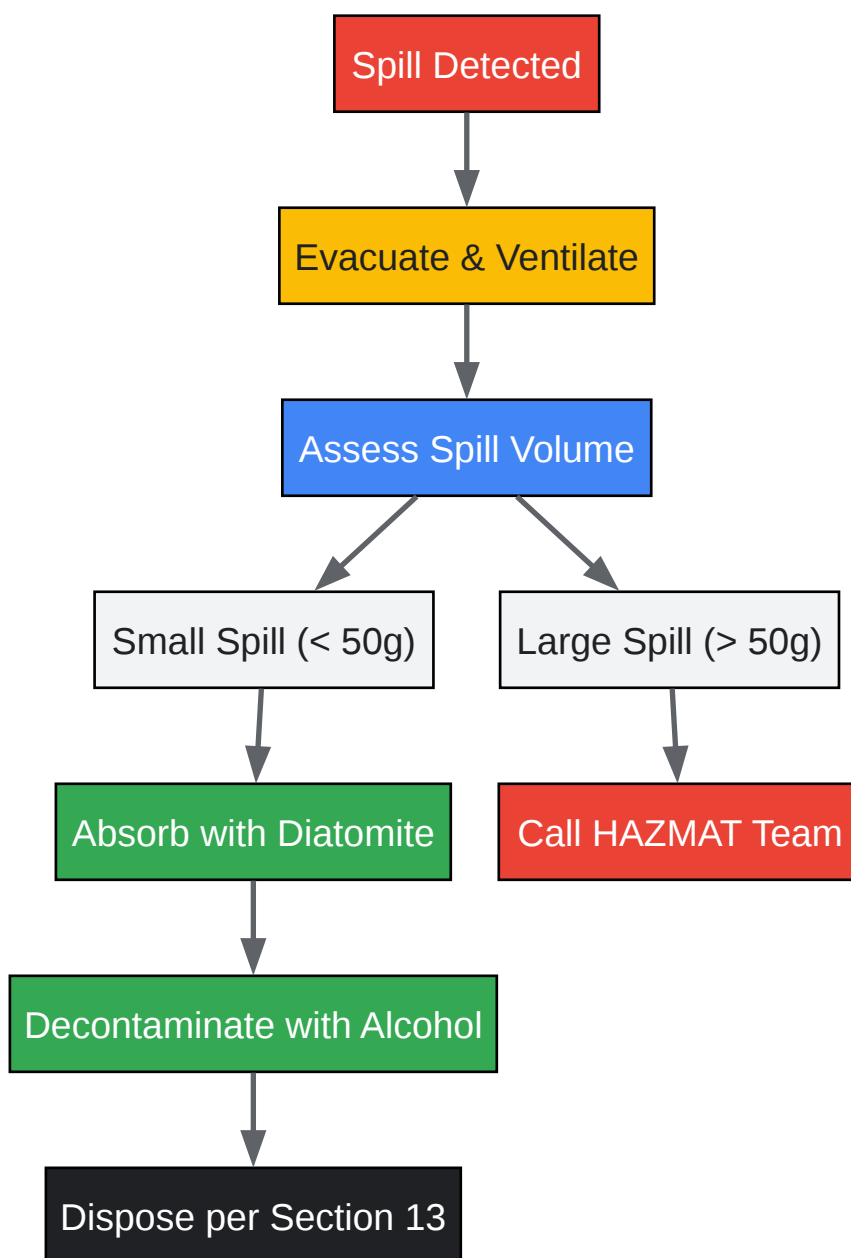 Spill Detected
Evacuate & Ventilate
Assess Spill Volume
Small Spill (< 50g)
Large Spill (> 50g)
Absorb with Diatomite
Call HAZMAT Team
Decontaminate with Alcohol
Dispose per Section 13